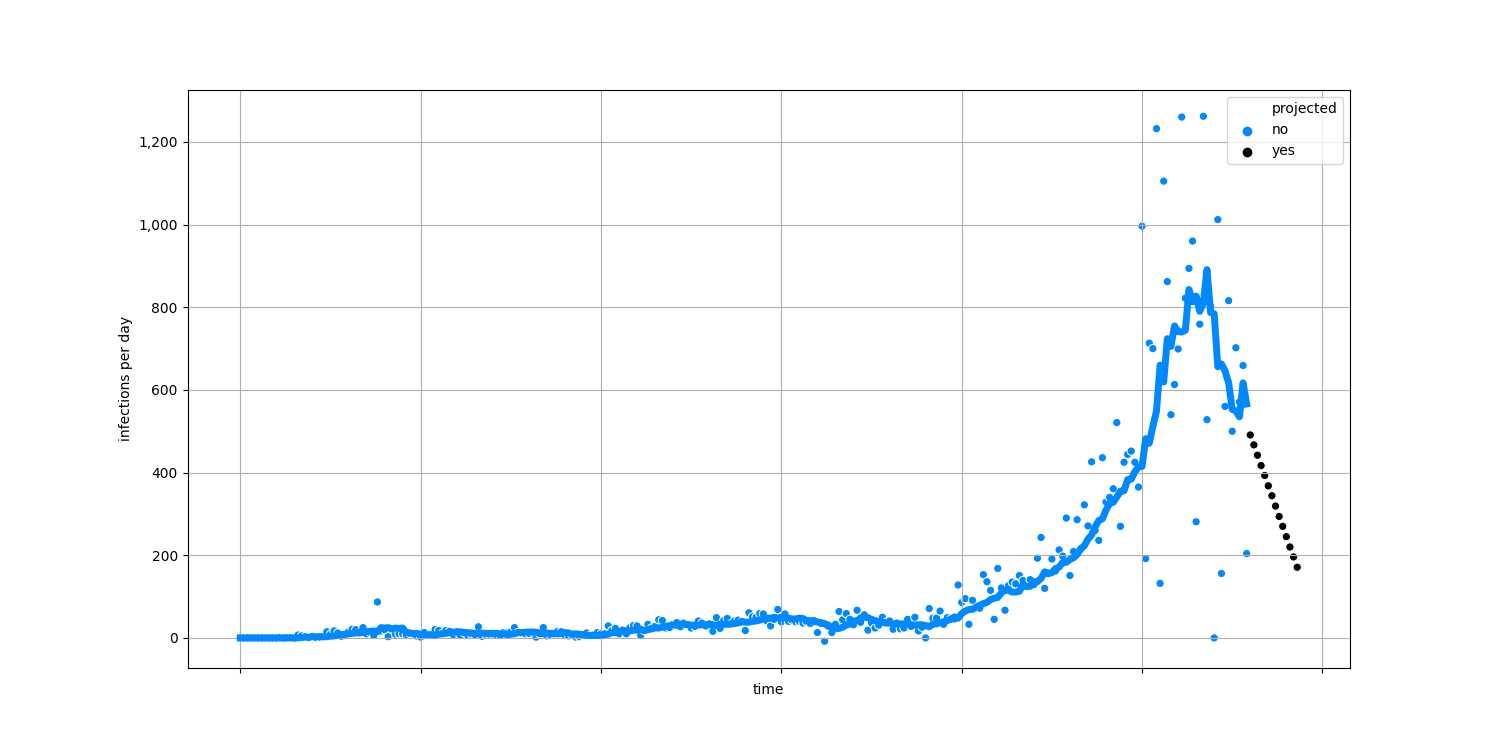 projected
no
yes
1,200
1,000
800
600
400
200
0
infections per day
time